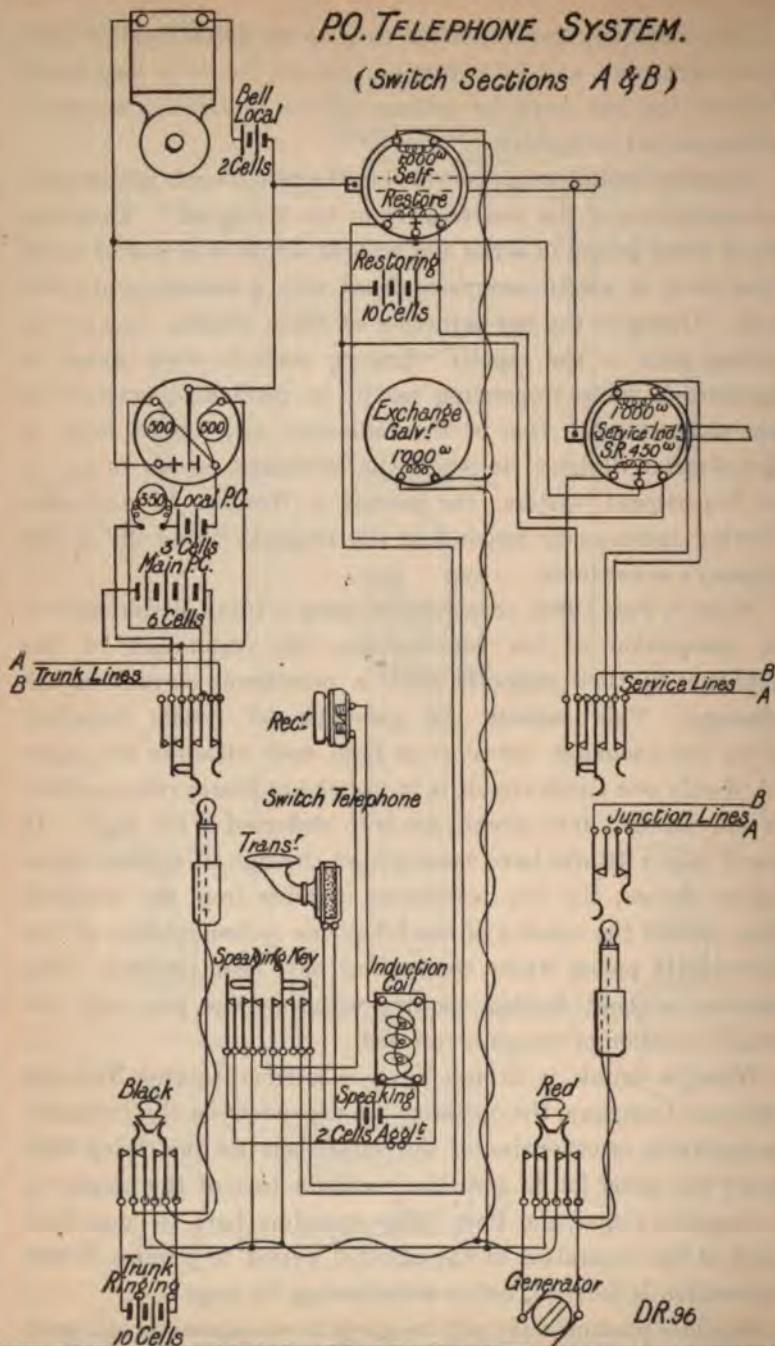 P.O. TELEPHONE SYSTEM.
(Switch Sections A & B)
Bell
Local
2 Cells
1000 ω
Self
Restore
Restoring
10 Cells
500
500
Exchange
Galvr.
1000 ω
1000 ω
Service Indr.
S.R. 450 ω
550
Local P.C.
3 Cells
Main P.C.
6 Cells
A
B Trunk Lines
B
Service Lines
A
Recr.
Switch Telephone
B
Junction Lines
A
Transr.
Speaking Key
Induction
Coil
Speaking
2 Cells Agglé.
Black
Red
Trunk
Ringing
10 Cells
Generator
DR.96